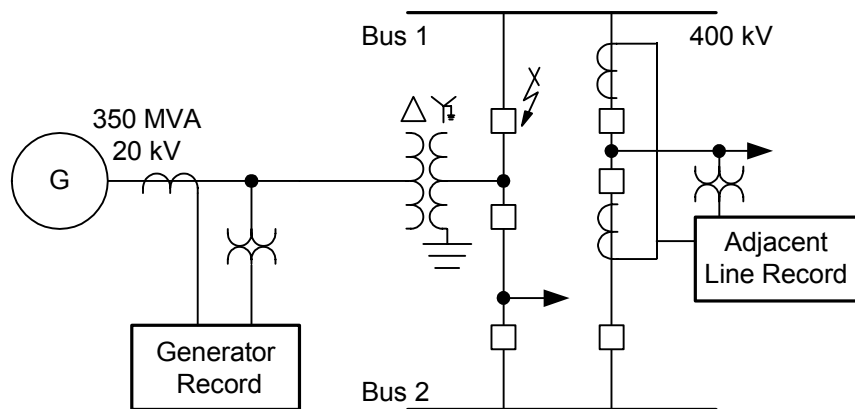 Bus 1
400 kV
350 MVA
20 kV
G
Adjacent
Line Record
Generator
Record
Bus 2